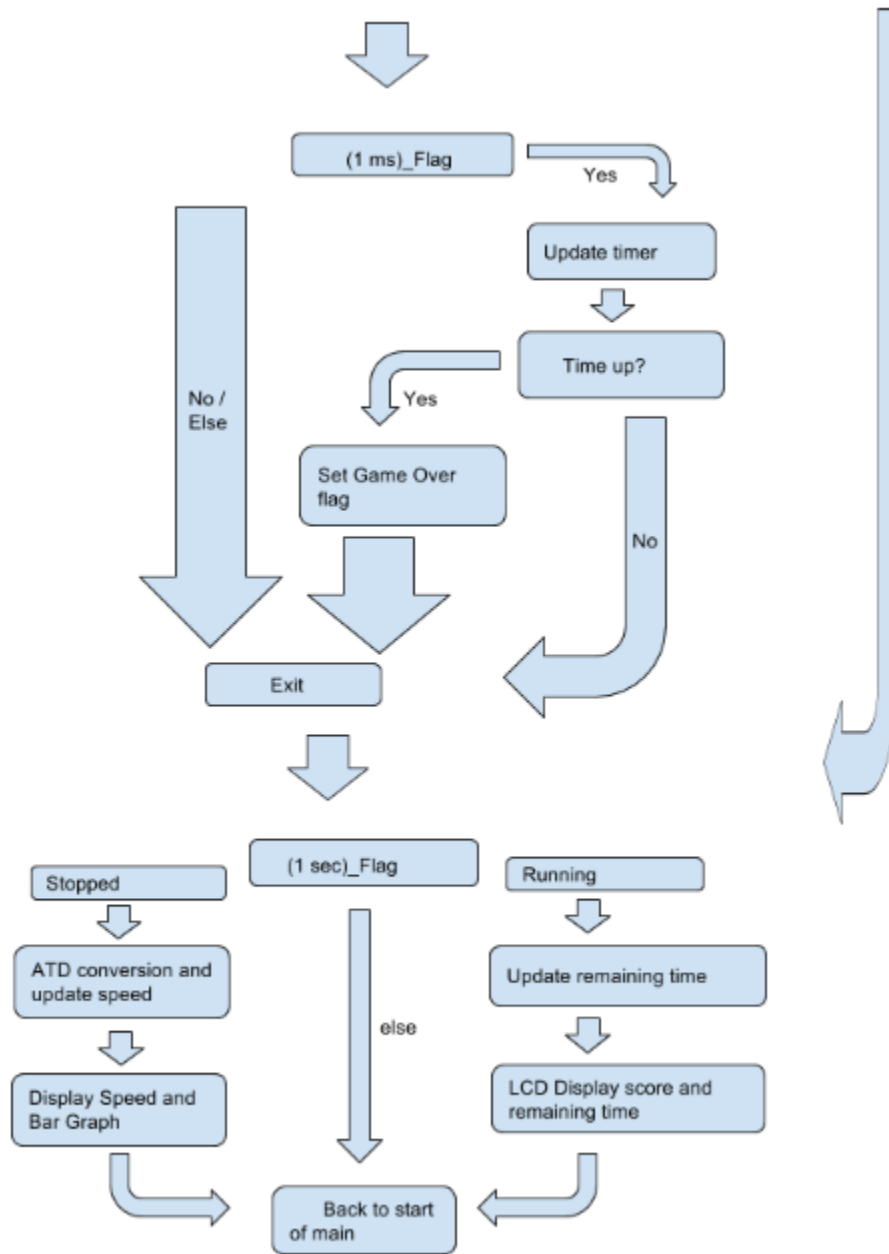 (1 ms)_Flag
Yes
Update timer
Time up?
No /
Else
Yes
Set Game Over
flag
No
Exit
(1 sec)_Flag
Stopped
Running
ATD conversion and
update speed
Update remaining time
else
Display Speed and
Bar Graph
LCD Display score and
remaining time
Back to start
of main